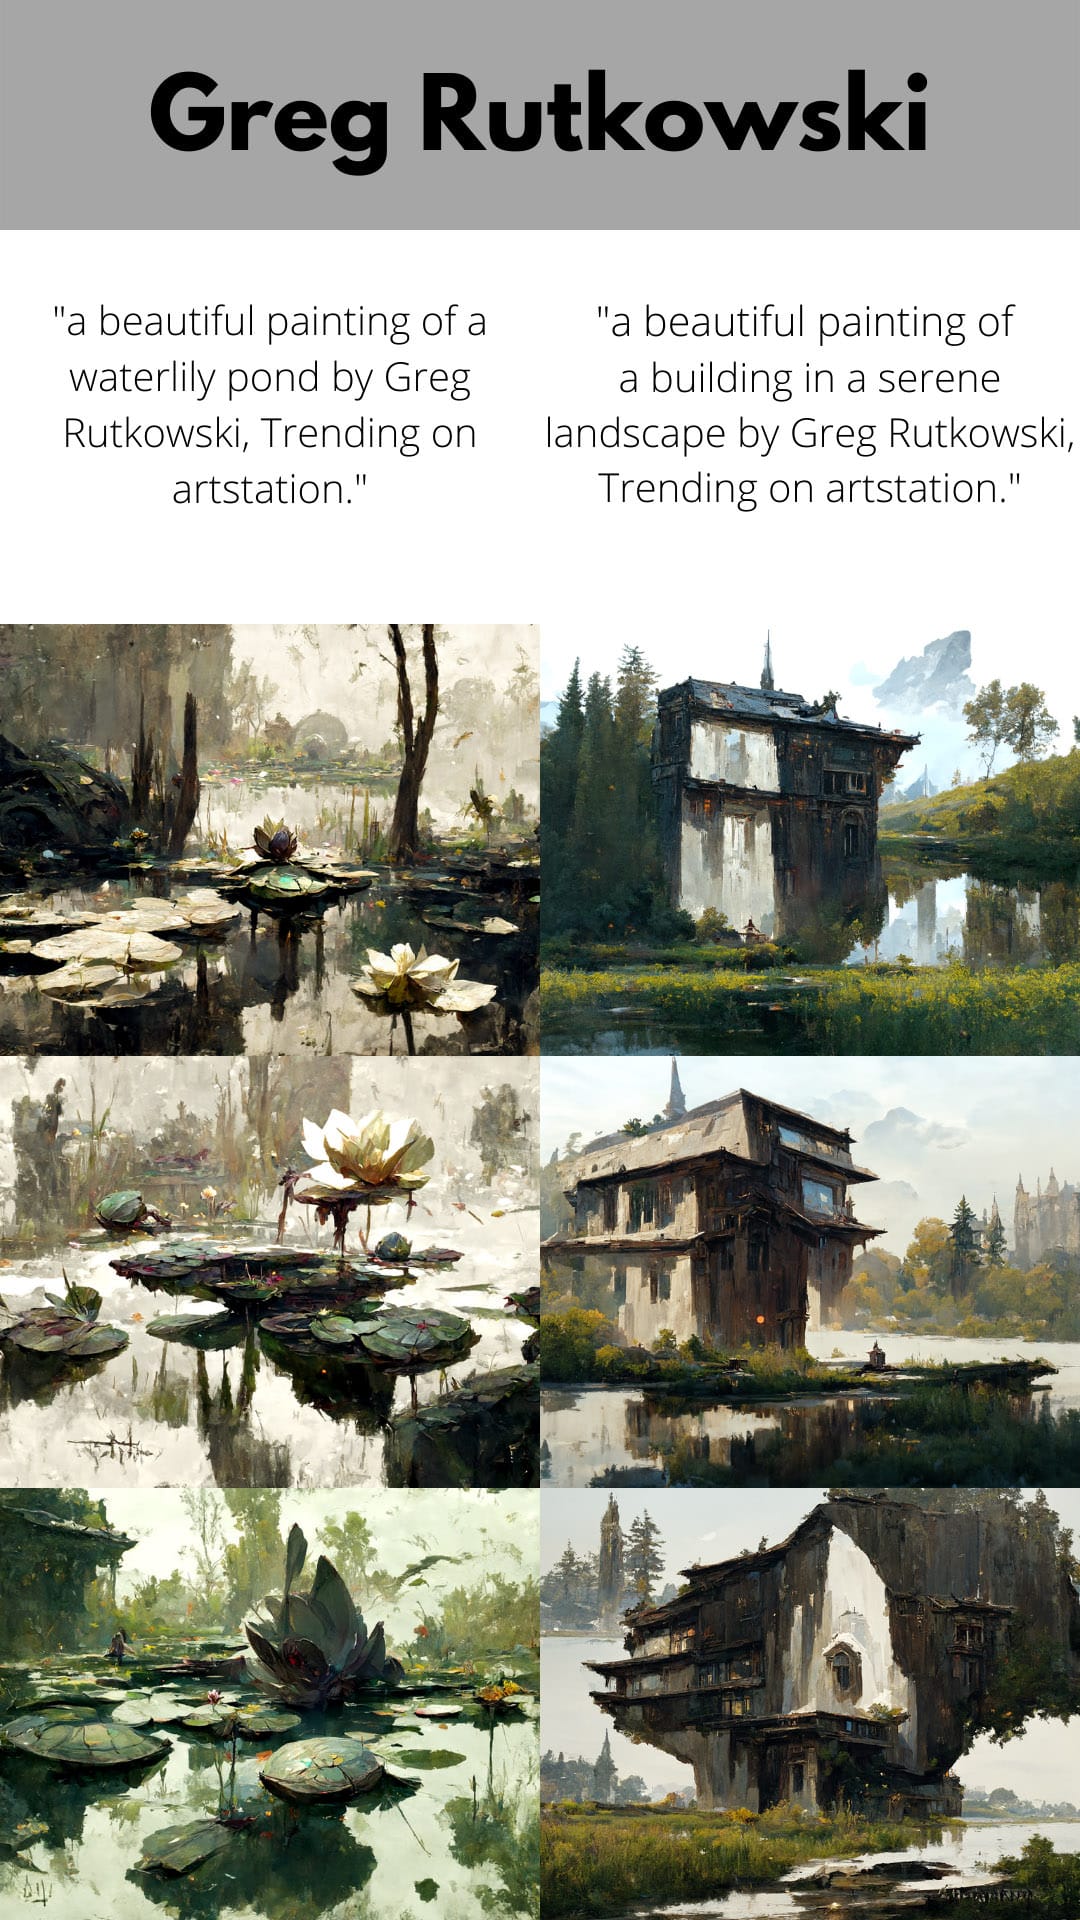 Greg Rutkowski
"a beautiful painting of a
waterlily pond by Greg
Rutkowski, Trending on
artstation."
"a beautiful painting of
a building in a serene
landscape by Greg Rutkowski,
Trending on artstation."